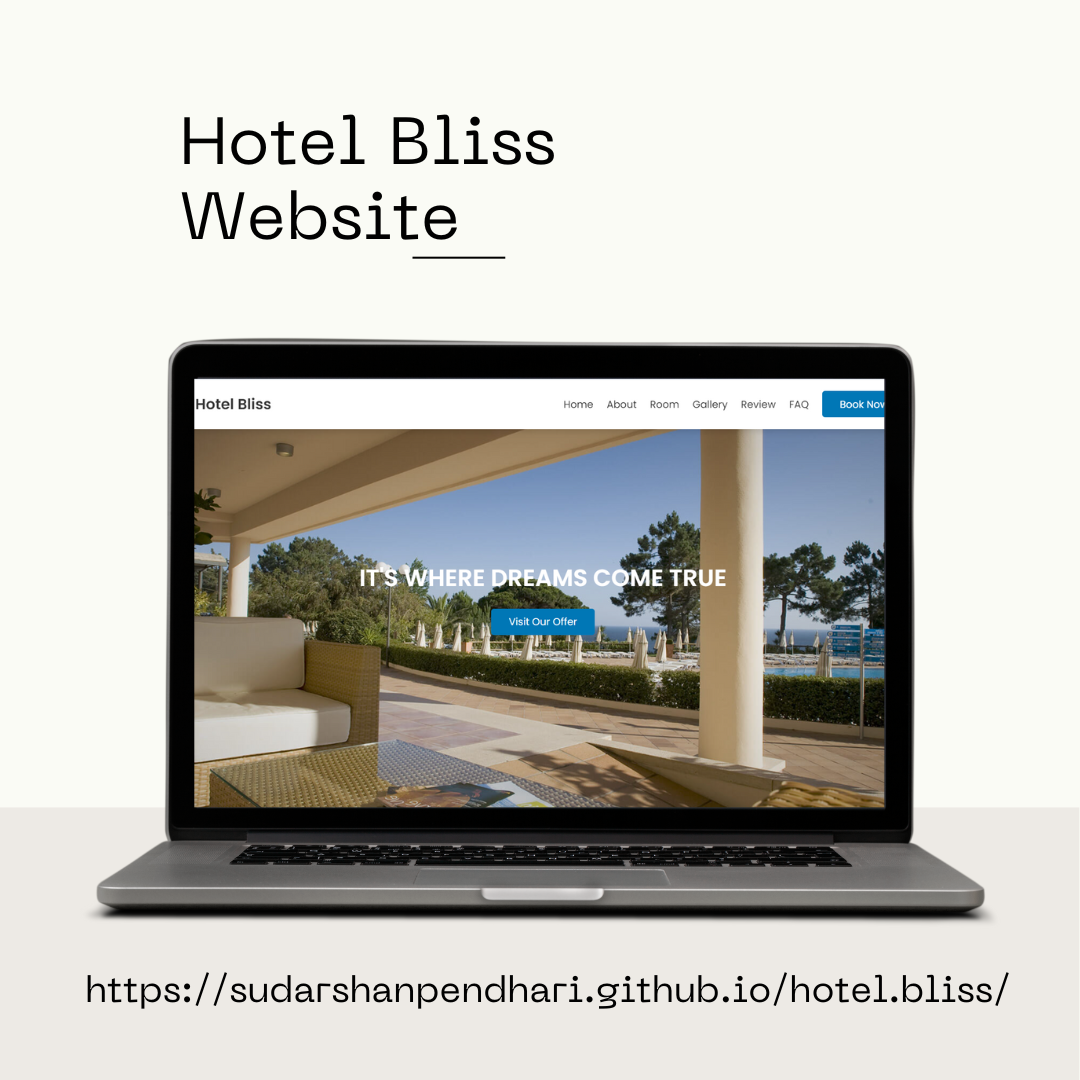 Hotel Bliss
Website
Hotel Bliss Home About Room Gallery Review FAQ Book Now
IT'S WHERE DREAMS COME TRUE
Visit Our Offer
https://sudarshanpendhari.github.io/hotel.bliss/